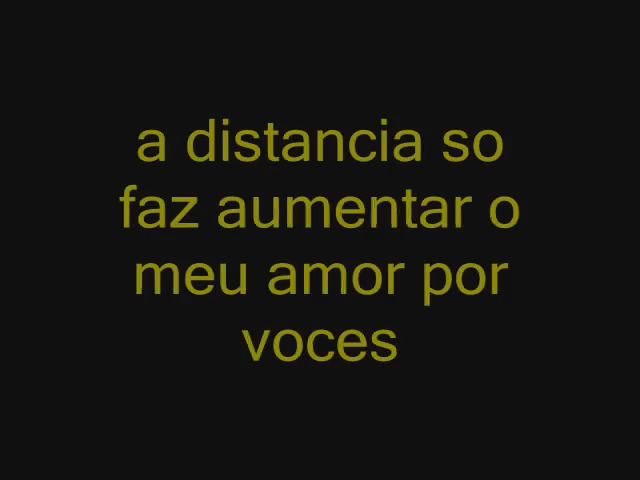 a distancia so
faz aumentar o
meu amor por
voces